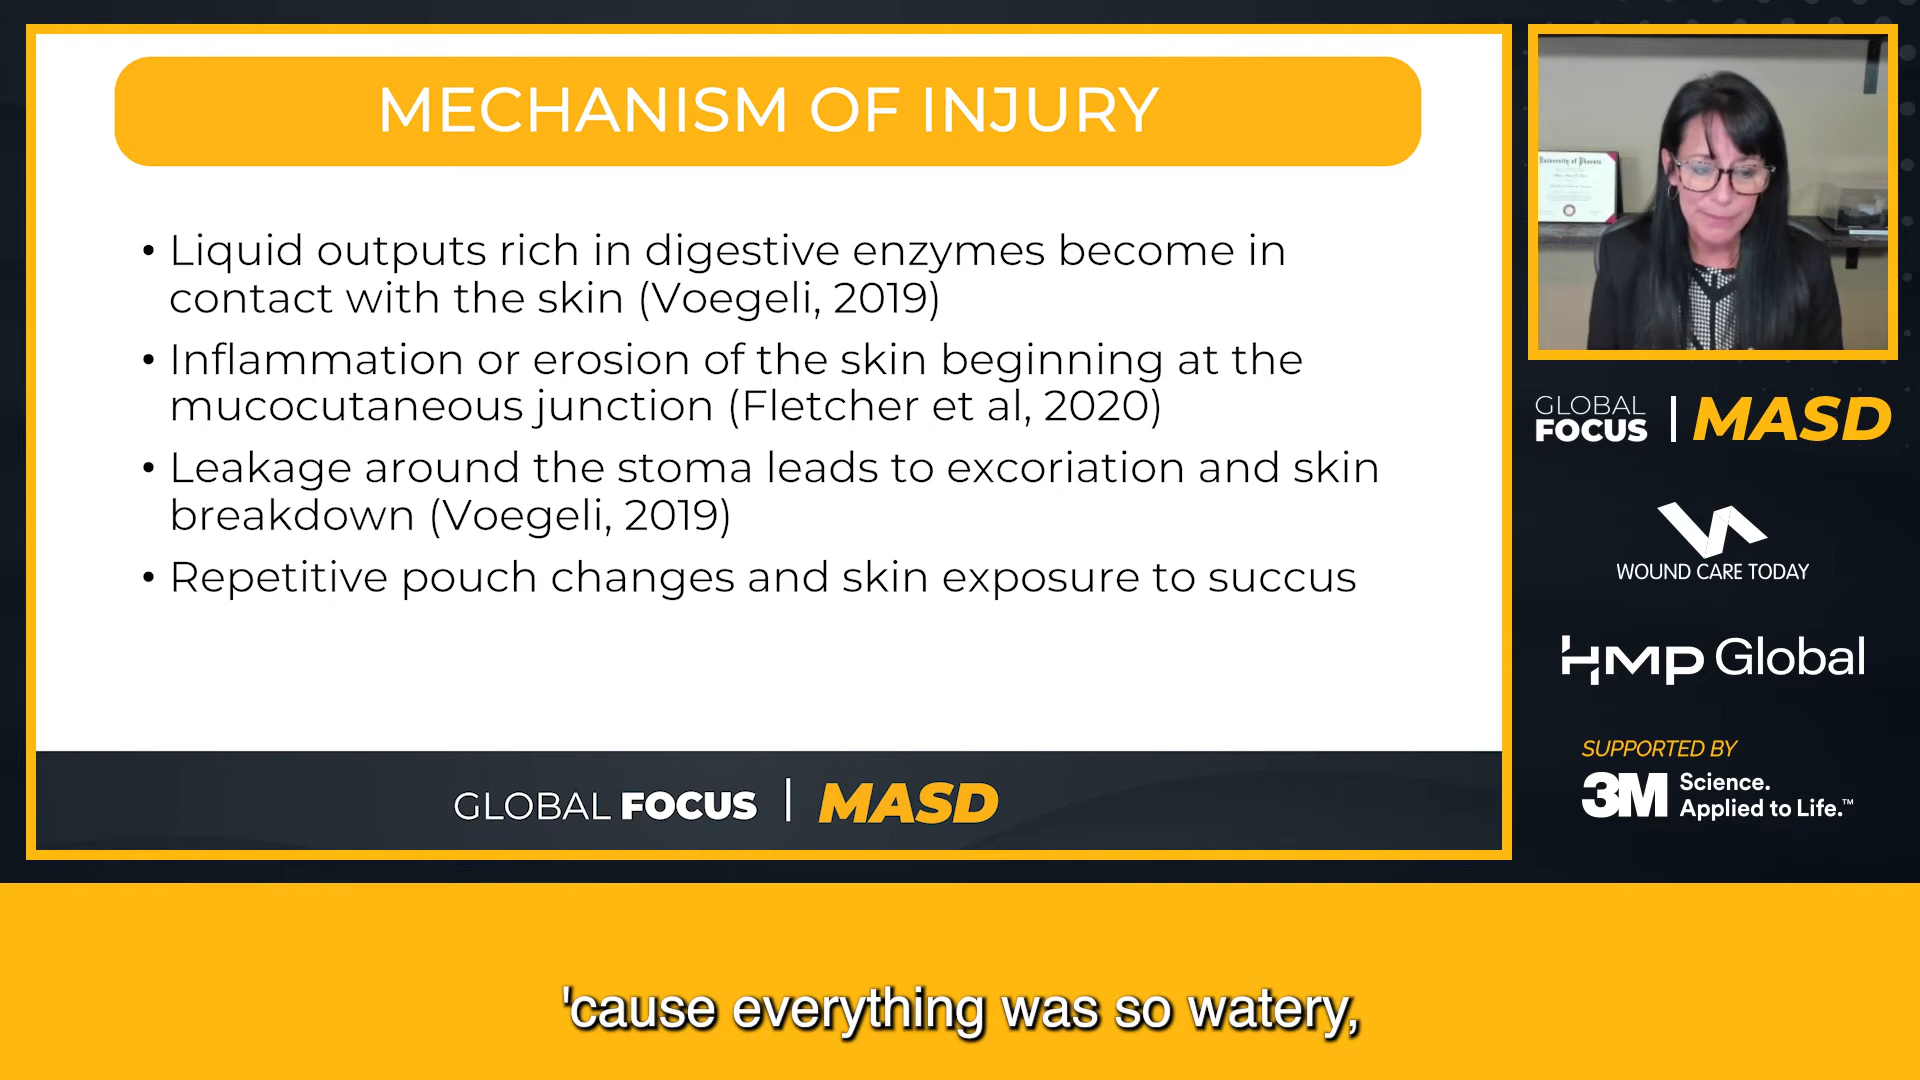 MECHANISM OF INJURY
• Liquid outputs rich in digestive enzymes become in
contact with the skin (Voegeli, 2019)
• Inflammation or erosion of the skin beginning at the
mucocutaneous junction (Fletcher et al, 2020)
• Leakage around the stoma leads to excoriation and skin
breakdown (Voegeli, 2019)
• Repetitive pouch changes and skin exposure to succus
GLOBAL FOCUS | MASD
University of Phoenix
GLOBAL
FOCUS | MASD
WOUND CARE TODAY
HMP Global
SUPPORTED BY
3M Science.
Applied to Life.™
'cause everything was so watery,